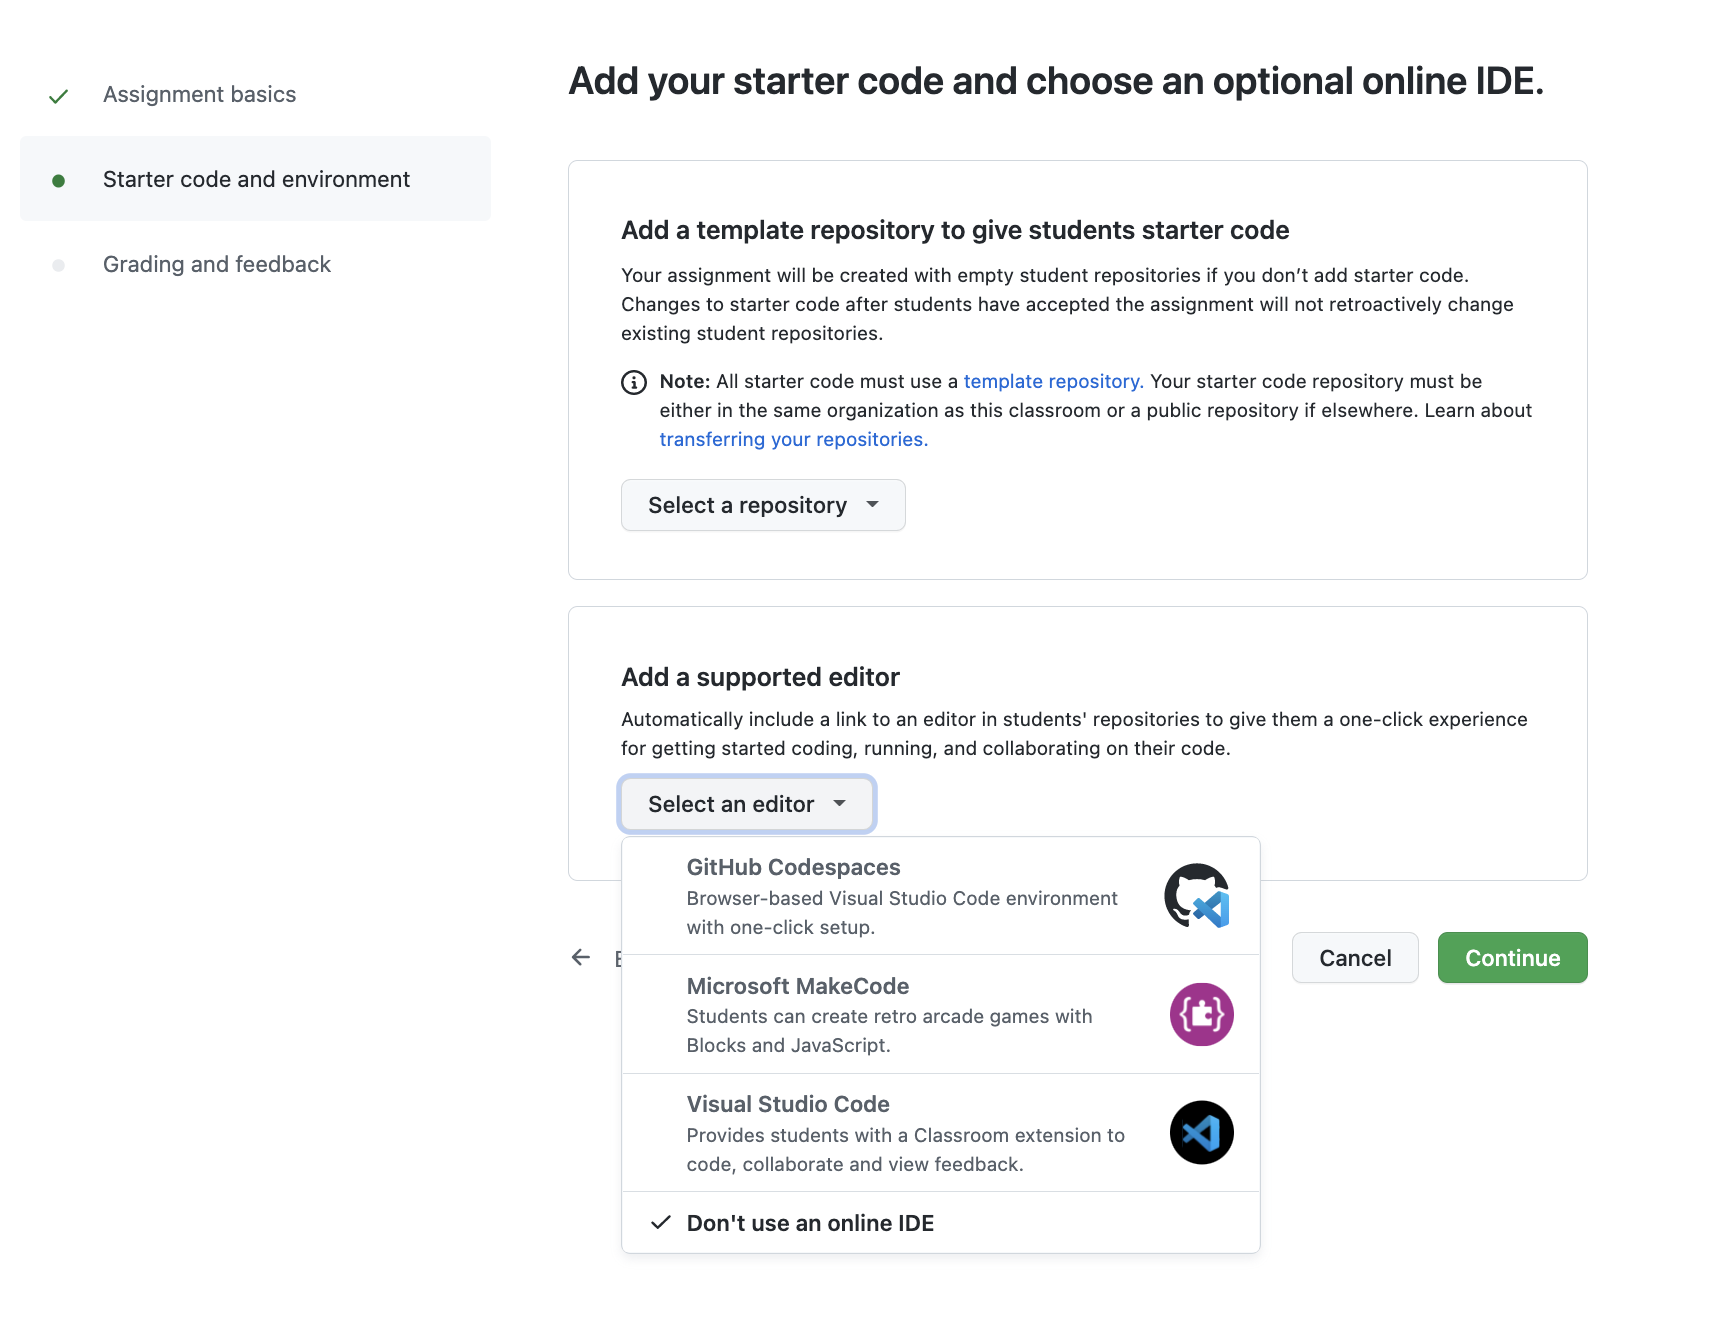 Assignment basics
Starter code and environment
Grading and feedback
Add your starter code and choose an optional online IDE.
Add a template repository to give students starter code
Your assignment will be created with empty student repositories if you don’t add starter code.
Changes to starter code after students have accepted the assignment will not retroactively change
existing student repositories.
Note: All starter code must use a template repository. Your starter code repository must be
either in the same organization as this classroom or a public repository if elsewhere. Learn about
transferring your repositories.
Select a repository
Add a supported editor
Automatically include a link to an editor in students' repositories to give them a one-click experience
for getting started coding, running, and collaborating on their code.
Select an editor
GitHub Codespaces
Browser-based Visual Studio Code environment
with one-click setup.
Microsoft MakeCode
Students can create retro arcade games with
Blocks and JavaScript.
Visual Studio Code
Provides students with a Classroom extension to
code, collaborate and view feedback.
Don't use an online IDE
Cancel
Continue